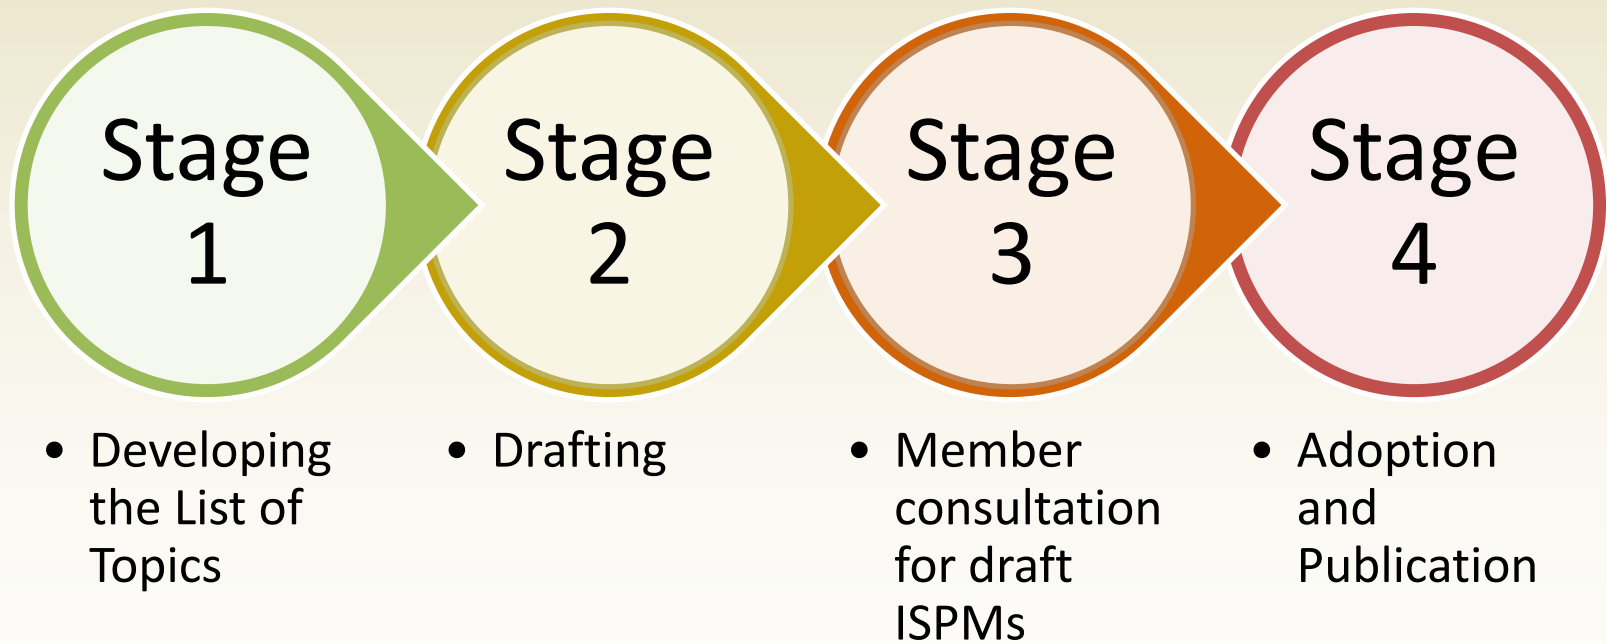 Stage
1
• Developing
the List of
Topics
Stage
2
• Drafting
Stage
3
• Member
consultation
for draft
ISPMs
Stage
4
• Adoption
and
Publication